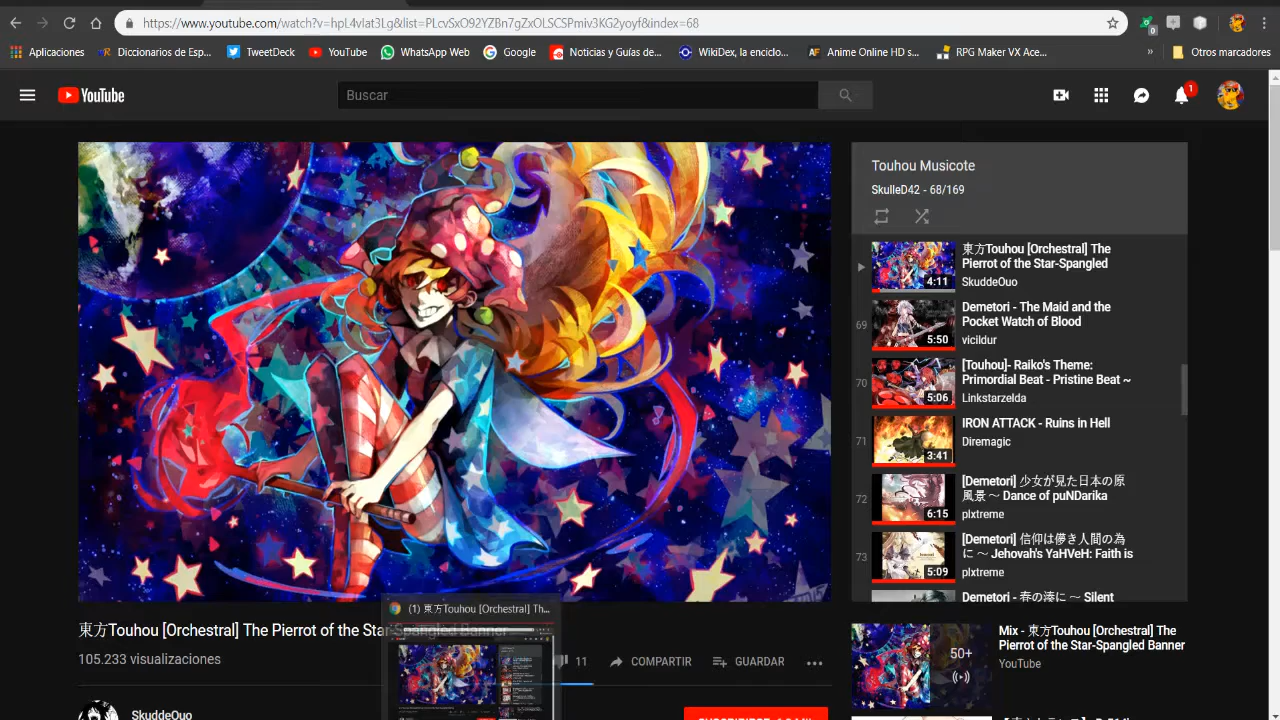 https://www.youtube.com/watch?v=hpL4vlat3Lg&list=PLcvSxO92YZBn7gZxOLSCSPmiv3KG2yoyf&index=68
0
Aplicaciones
Diccionarios de Esp...
TweetDeck
YouTube
WhatsApp Web
Google
Noticias y Guías de...
WikiDex, la enciclo...
Anime Online HD s...
RPG Maker VX Ace...
»
Otros marcadores
YouTube
Buscar
1
Touhou Musicote
SkulleD42 - 68/169
東方Touhou [Orchestral] The
Pierrot of the Star-Spangled
SkuddeOuo
4:11
69
Demetori - The Maid and the
Pocket Watch of Blood
vicildur
5:50
70
[Touhou]- Raiko's Theme:
Primordial Beat - Pristine Beat ~
Linkstarzelda
5:06
71
IRON ATTACK - Ruins in Hell
Diremagic
3:41
72
[Demetori] 少女が見た日本の原
風景 ～ Dance of puNDarika
plxtreme
6:15
73
[Demetori] 信仰は儚き人間の為
に ～ Jehovah's YaHVeH: Faith is
plxtreme
5:09
Demetori - 春の湊に ～ Silent
東方Touhou [Orchestral] The Pierrot of the Star-Spangled Banner
(1) 東方Touhou [Orchestral] Th...
105.233 visualizaciones
11
COMPARTIR
GUARDAR
SkuddeOuo
50+
Mix - 東方Touhou [Orchestral] The
Pierrot of the Star-Spangled Banner
YouTube